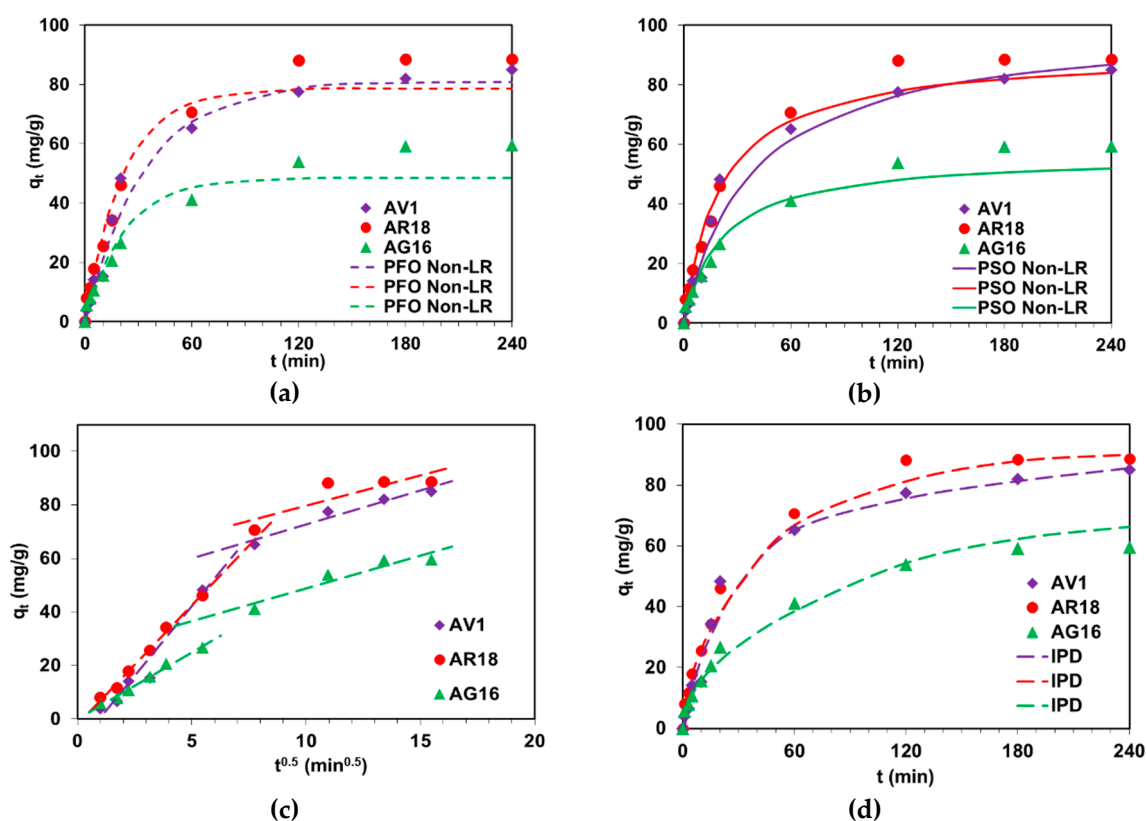 100
80
60
40
20
0
qt (mg/g)
AV1
AR18
AG16
PFO Non-LR
PFO Non-LR
PFO Non-LR
0 60 120 180 240
t (min)
(a)
100
80
60
40
20
0
qt (mg/g)
AV1
AR18
AG16
PSO Non-LR
PSO Non-LR
PSO Non-LR
0 60 120 180 240
t (min)
(b)
100
80
60
40
20
0
qt (mg/g)
AV1
AR18
AG16
0 5 10 15 20
t0.5 (min0.5)
(c)
100
80
60
40
20
0
qt (mg/g)
AV1
AR18
AG16
IPD
IPD
IPD
0 60 120 180 240
t (min)
(d)